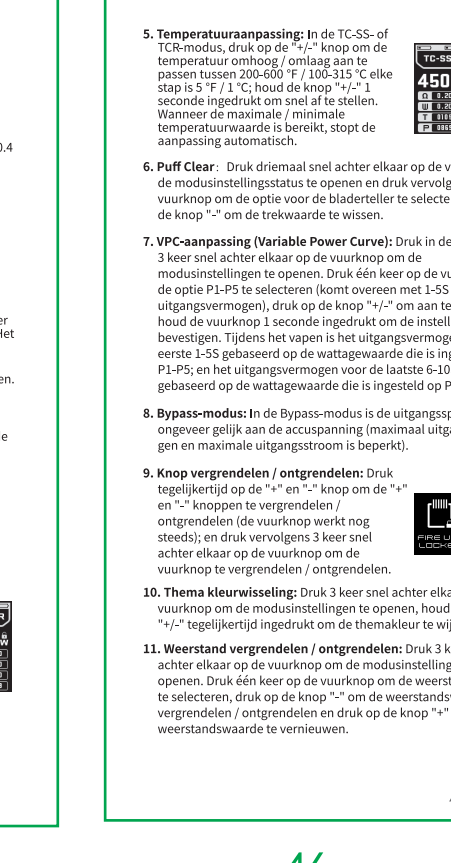 0.4
er
Het
en.
e
R
W
5. Temperatuuraanpassing: In de TC-SS- of
TCR-modus, druk op de "+/-" knop om de
temperatuur omhoog / omlaag aan te
passen tussen 200-600 °F / 100-315 °C elke
stap is 5 °F / 1 °C; houd de knop "+/-" 1
seconde ingedrukt om snel af te stellen.
Wanneer de maximale / minimale
temperatuurwaarde is bereikt, stopt de
aanpassing automatisch.
TC-SS
450
Ω 0.20
W 0.20
T
P
6. Puff Clear: Druk driemaal snel achter elkaar op de v
de modusinstellingsstatus te openen en druk vervolg
vuurknop om de optie voor de bladerteller te selecte
de knop "-" om de trekwaarde te wissen.
7. VPC-aanpassing (Variable Power Curve): Druk in de
3 keer snel achter elkaar op de vuurknop om de
modusinstellingen te openen. Druk één keer op de vu
de optie P1-P5 te selecteren (komt overeen met 1-5S
uitgangsvermogen), druk op de knop "+/-" om aan te
houd de vuurknop 1 seconde ingedrukt om de instell
bevestigen. Tijdens het vapen is het uitgangsvermoge
eerste 1-5S gebaseerd op de wattagewaarde die is ing
P1-P5; en het uitgangsvermogen voor de laatste 6-10
gebaseerd op de wattagewaarde die is ingesteld op P
8. Bypass-modus: In de Bypass-modus is de uitgangssp
ongeveer gelijk aan de accuspanning (maximaal uitga
gen en maximale uitgangsstroom is beperkt).
9. Knop vergrendelen / ontgrendelen: Druk
tegelijkertijd op de "+" en "-" knop om de "+"
en "-" knoppen te vergrendelen /
ontgrendelen (de vuurknop werkt nog
steeds); en druk vervolgens 3 keer snel
achter elkaar op de vuurknop om de
vuurknop te vergrendelen / ontgrendelen.
FIRE U
LOCKE
10. Thema kleurwisseling: Druk 3 keer snel achter elka
vuurknop om de modusinstellingen te openen, houd
"+/-" tegelijkertijd ingedrukt om de themakleur te wij
11. Weerstand vergrendelen / ontgrendelen: Druk 3 k
achter elkaar op de vuurknop om de modusinstelling
openen. Druk één keer op de vuurknop om de weerst
te selecteren, druk op de knop "-" om de weerstands
vergrendelen / ontgrendelen en druk op de knop "+"
weerstandswaarde te vernieuwen.